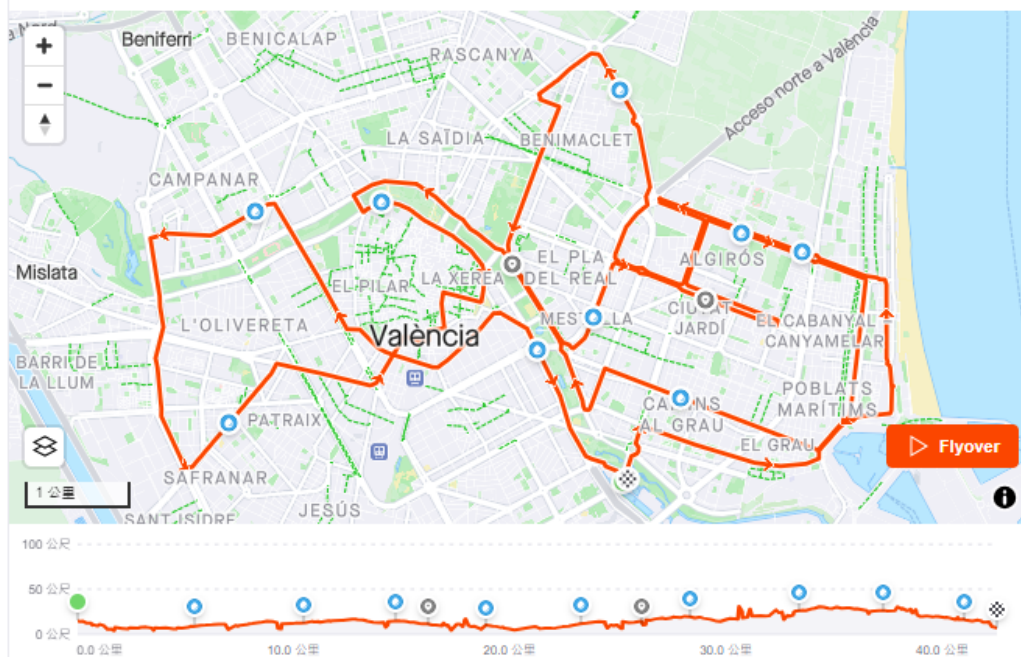 Beniferri
BENICALAP
RASCANYA
Acceso norte a València
LA SAÏDIA
BENIMACLET
CAMPANAR
Mislata
EL PILAR
LA XEREA
EL PLA
DEL REAL
ALGIRÓS
L'OLIVERETA
València
CIUTAT
JARDÍ
EL CABANYAL
CANYAMELAR
BARRI DE
LA LLUM
PATRAIX
POBLATS
MARÍTIMS
CAMINS
AL GRAU
EL GRAU
Flyover
SAFRANAR
1 公里
SANT ISIDRE
JESÚS
100 公尺
50 公尺
0 公尺
0.0 公里
10.0 公里
20.0 公里
30.0 公里
40.0 公里